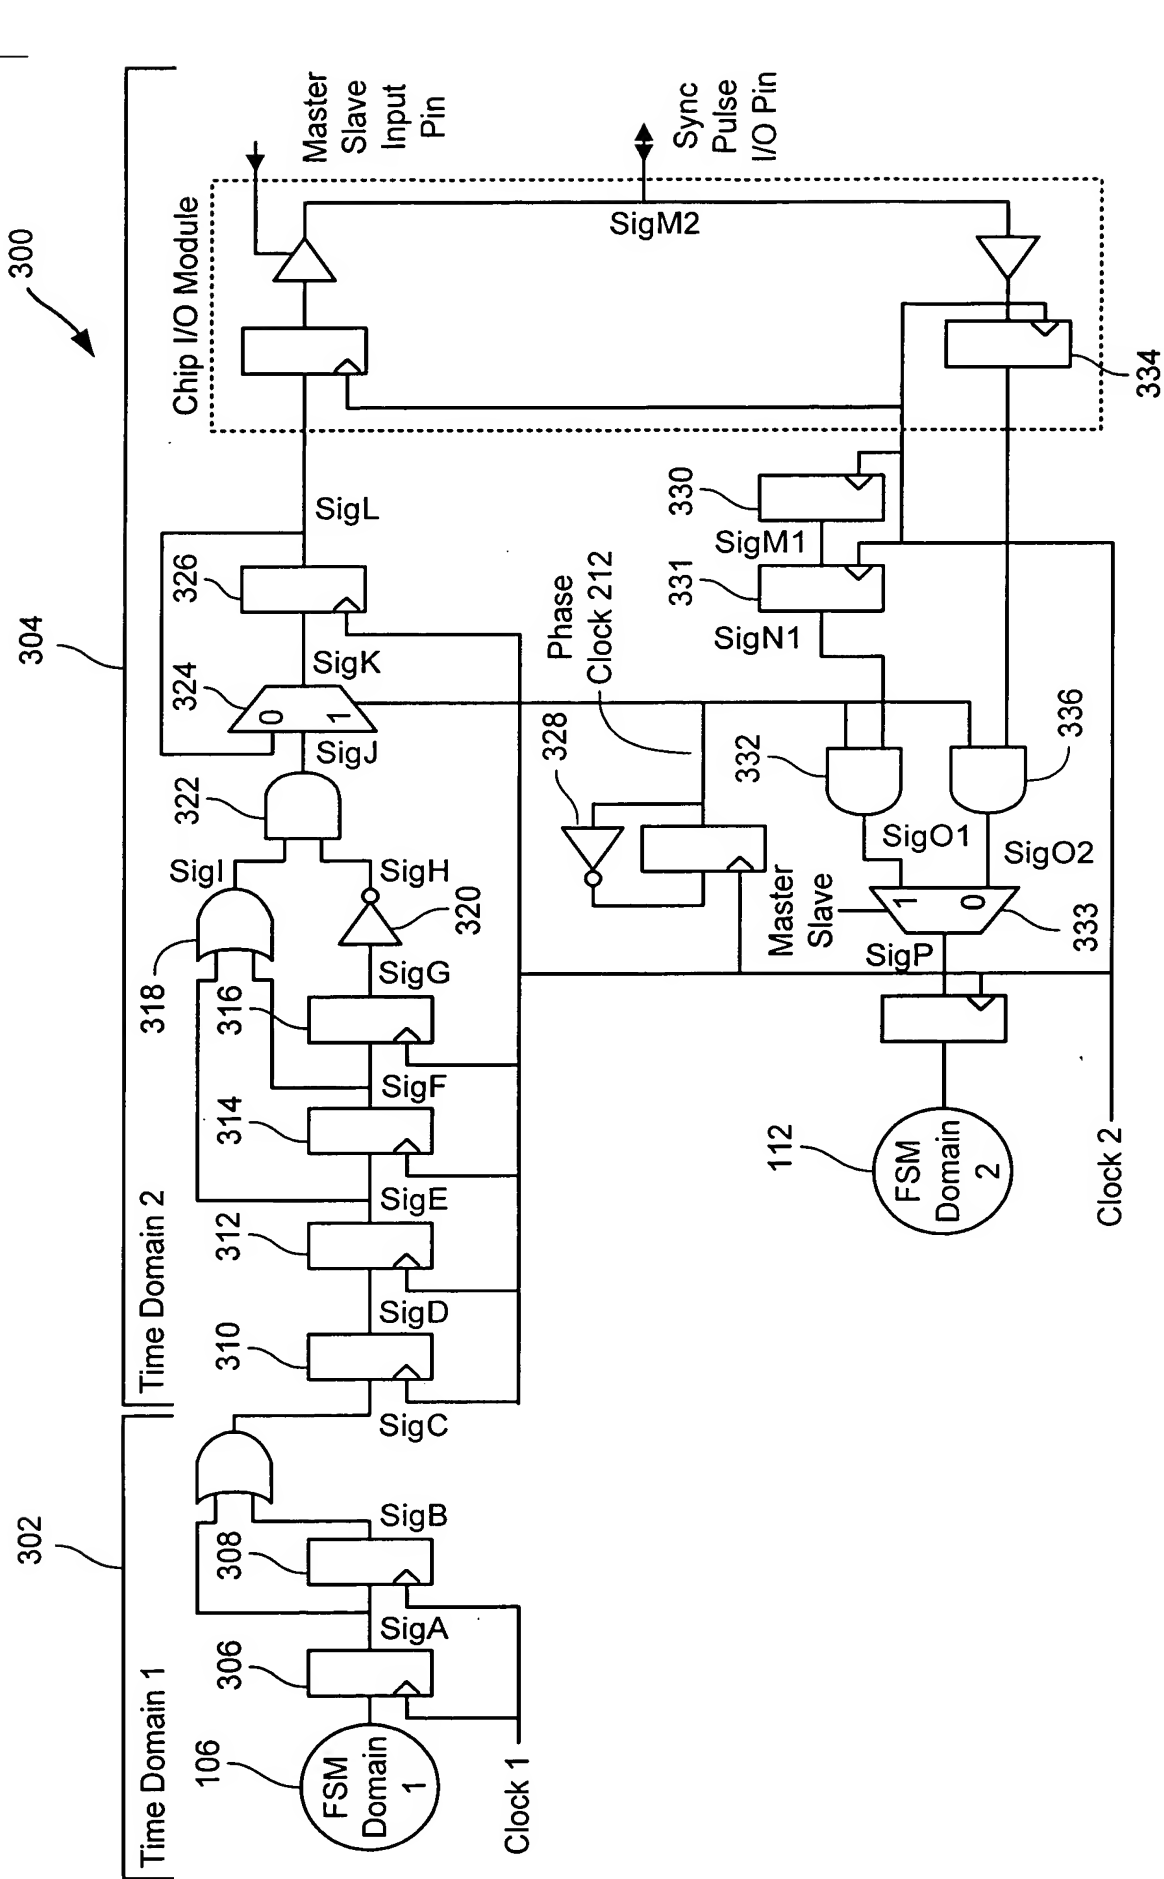 300
302
304
Time Domain 1
Time Domain 2
Chip I/O Module
Master
Slave
Input
Pin
Sync
Pulse
I/O Pin
106
FSM
Domain
1
306
SigA
308
SigB
SigC
310
SigD
312
SigE
314
SigF
316
SigG
318
SigI
320
SigH
322
SigJ
324
0
1
SigK
326
SigL
SigM2
Clock 1
328
Phase
Clock 212
330
SigM1
331
SigN1
332
SigO1
334
336
SigO2
Master
Slave
1
0
333
SigP
112
FSM
Domain
2
Clock 2